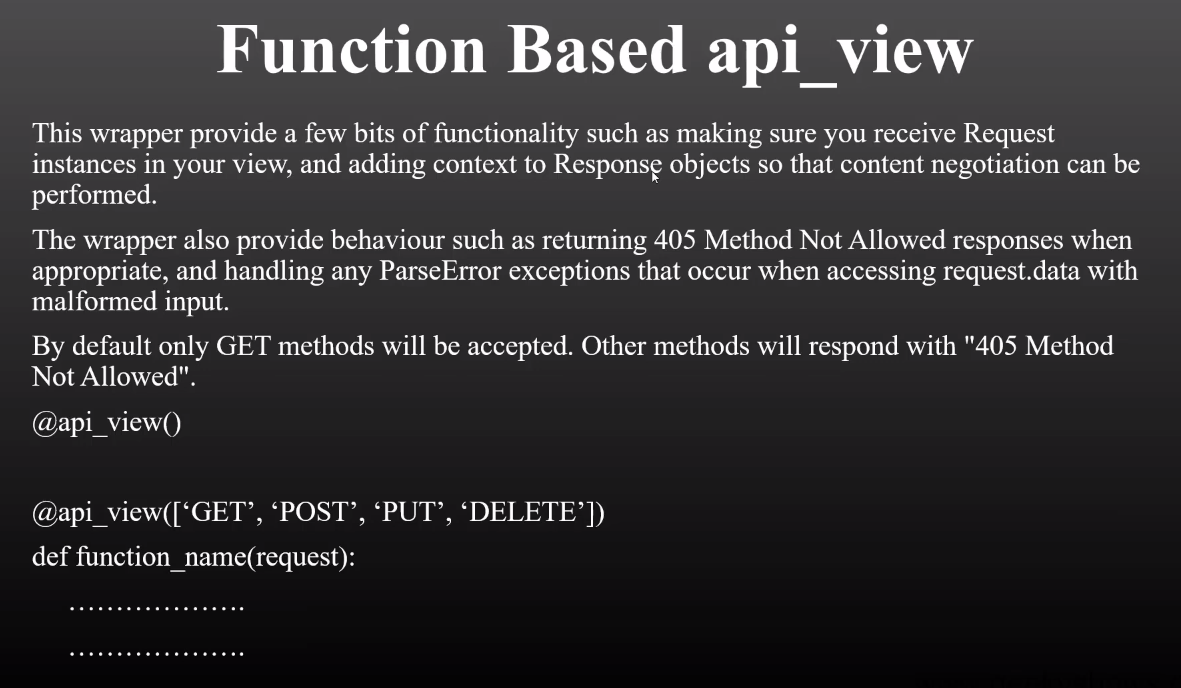 Function Based api_view
This wrapper provide a few bits of functionality such as making sure you receive Request
instances in your view, and adding context to Response objects so that content negotiation can be
performed.
The wrapper also provide behaviour such as returning 405 Method Not Allowed responses when
appropriate, and handling any ParseError exceptions that occur when accessing request.data with
malformed input.
By default only GET methods will be accepted. Other methods will respond with "405 Method
Not Allowed".
@api_view()
@api_view([‘GET’, ‘POST’, ‘PUT’, ‘DELETE’])
def function_name(request):
……………….
……………….